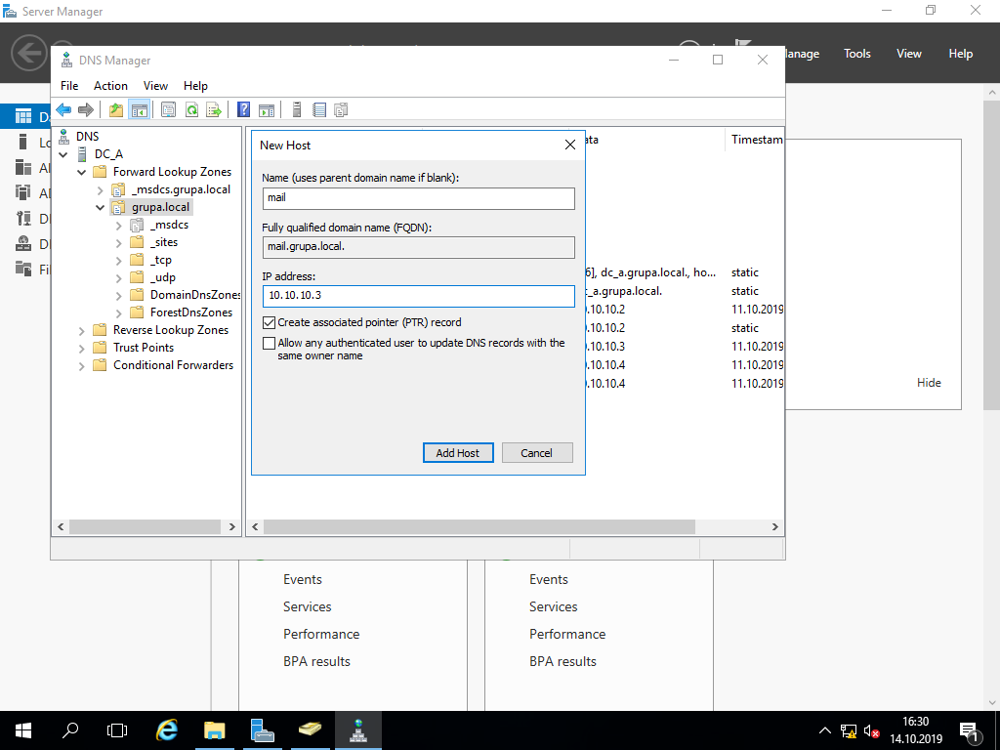 Server Manager
DNS Manager
Manage
Tools
View
Help
File
Action
View
Help
DNS
DC_A
Forward Lookup Zones
_msdcs.grupa.local
grupa.local
_msdcs
_sites
_tcp
_udp
DomainDnsZones
ForestDnsZones
Reverse Lookup Zones
Trust Points
Conditional Forwarders
New Host
Name (uses parent domain name if blank):
mail
Fully qualified domain name (FQDN):
mail.grupa.local.
IP address:
10.10.10.3
Create associated pointer (PTR) record
Allow any authenticated user to update DNS records with the
same owner name
Add Host
Cancel
ata
Timestam
6], dc_a.grupa.local., ho...
static
c_a.grupa.local.
static
.10.10.2
11.10.2019
.10.10.2
static
.10.10.3
11.10.2019
.10.10.4
11.10.2019
.10.10.4
11.10.2019
Hide
Events
Services
Performance
BPA results
Events
Services
Performance
BPA results
16:30
14.10.2019
1